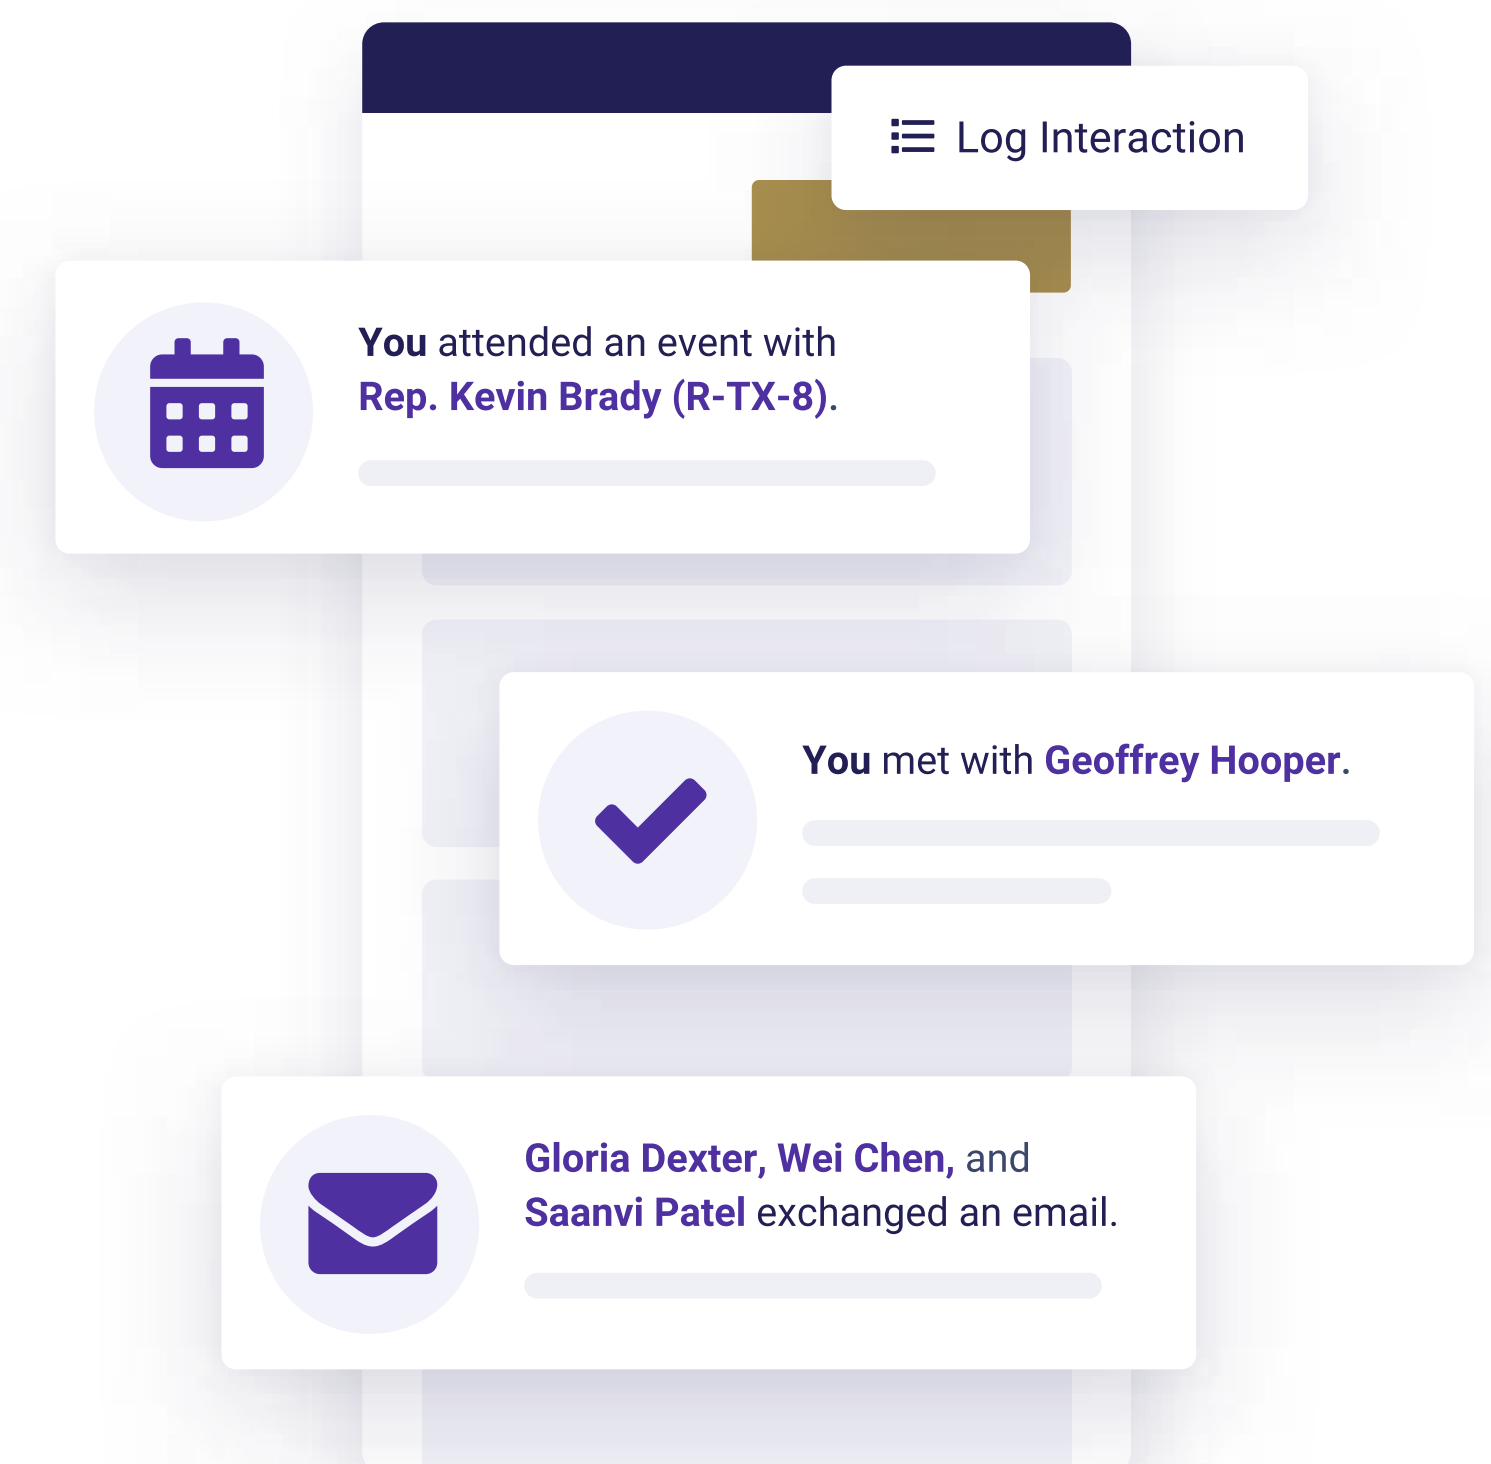 Log Interaction
You attended an event with
Rep. Kevin Brady (R-TX-8).
You met with Geoffrey Hooper.
Gloria Dexter, Wei Chen, and
Saanvi Patel exchanged an email.